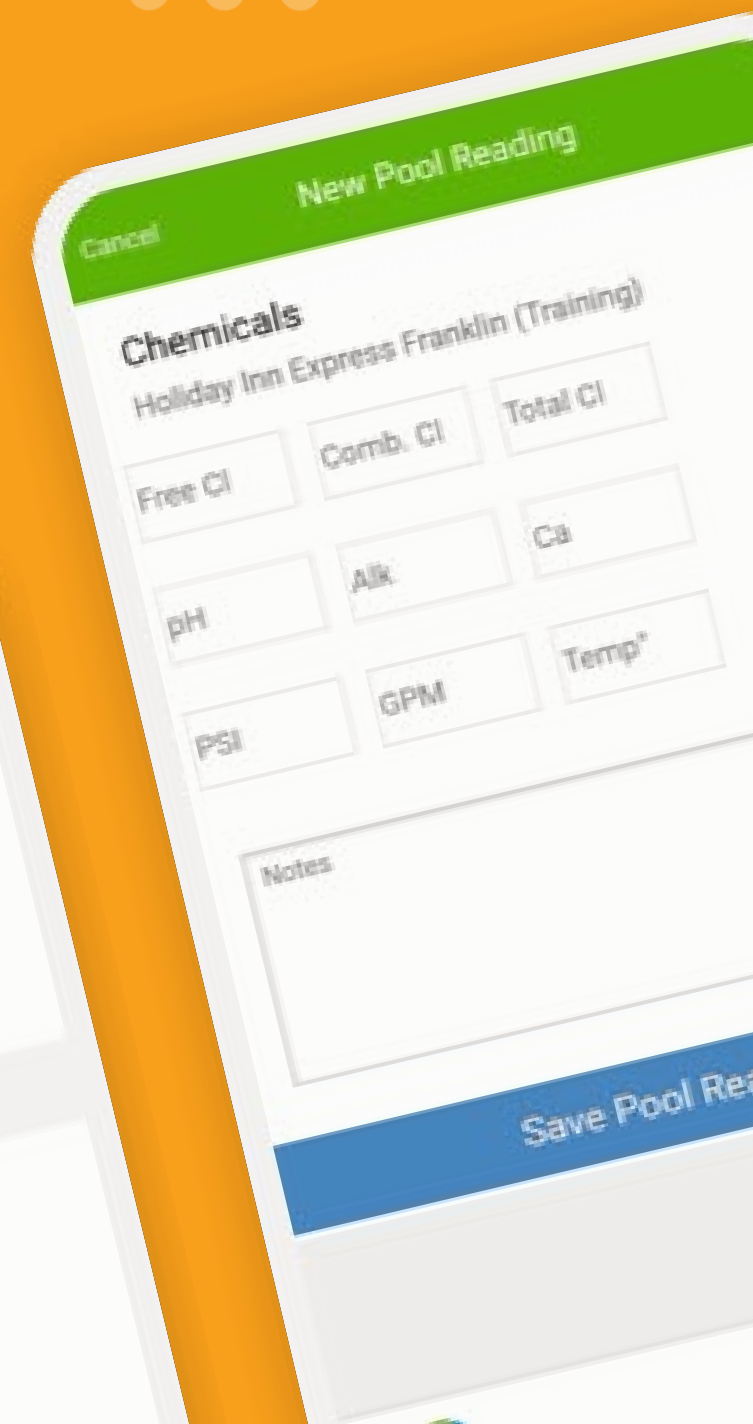 New Pool Reading
Cancel
Chemicals
Holiday Inn Express Franklin (Training)
Free Cl Comb. Cl Total Cl
pH Alk Ca
PSI GPM Temp°
Notes
Save Pool Rea